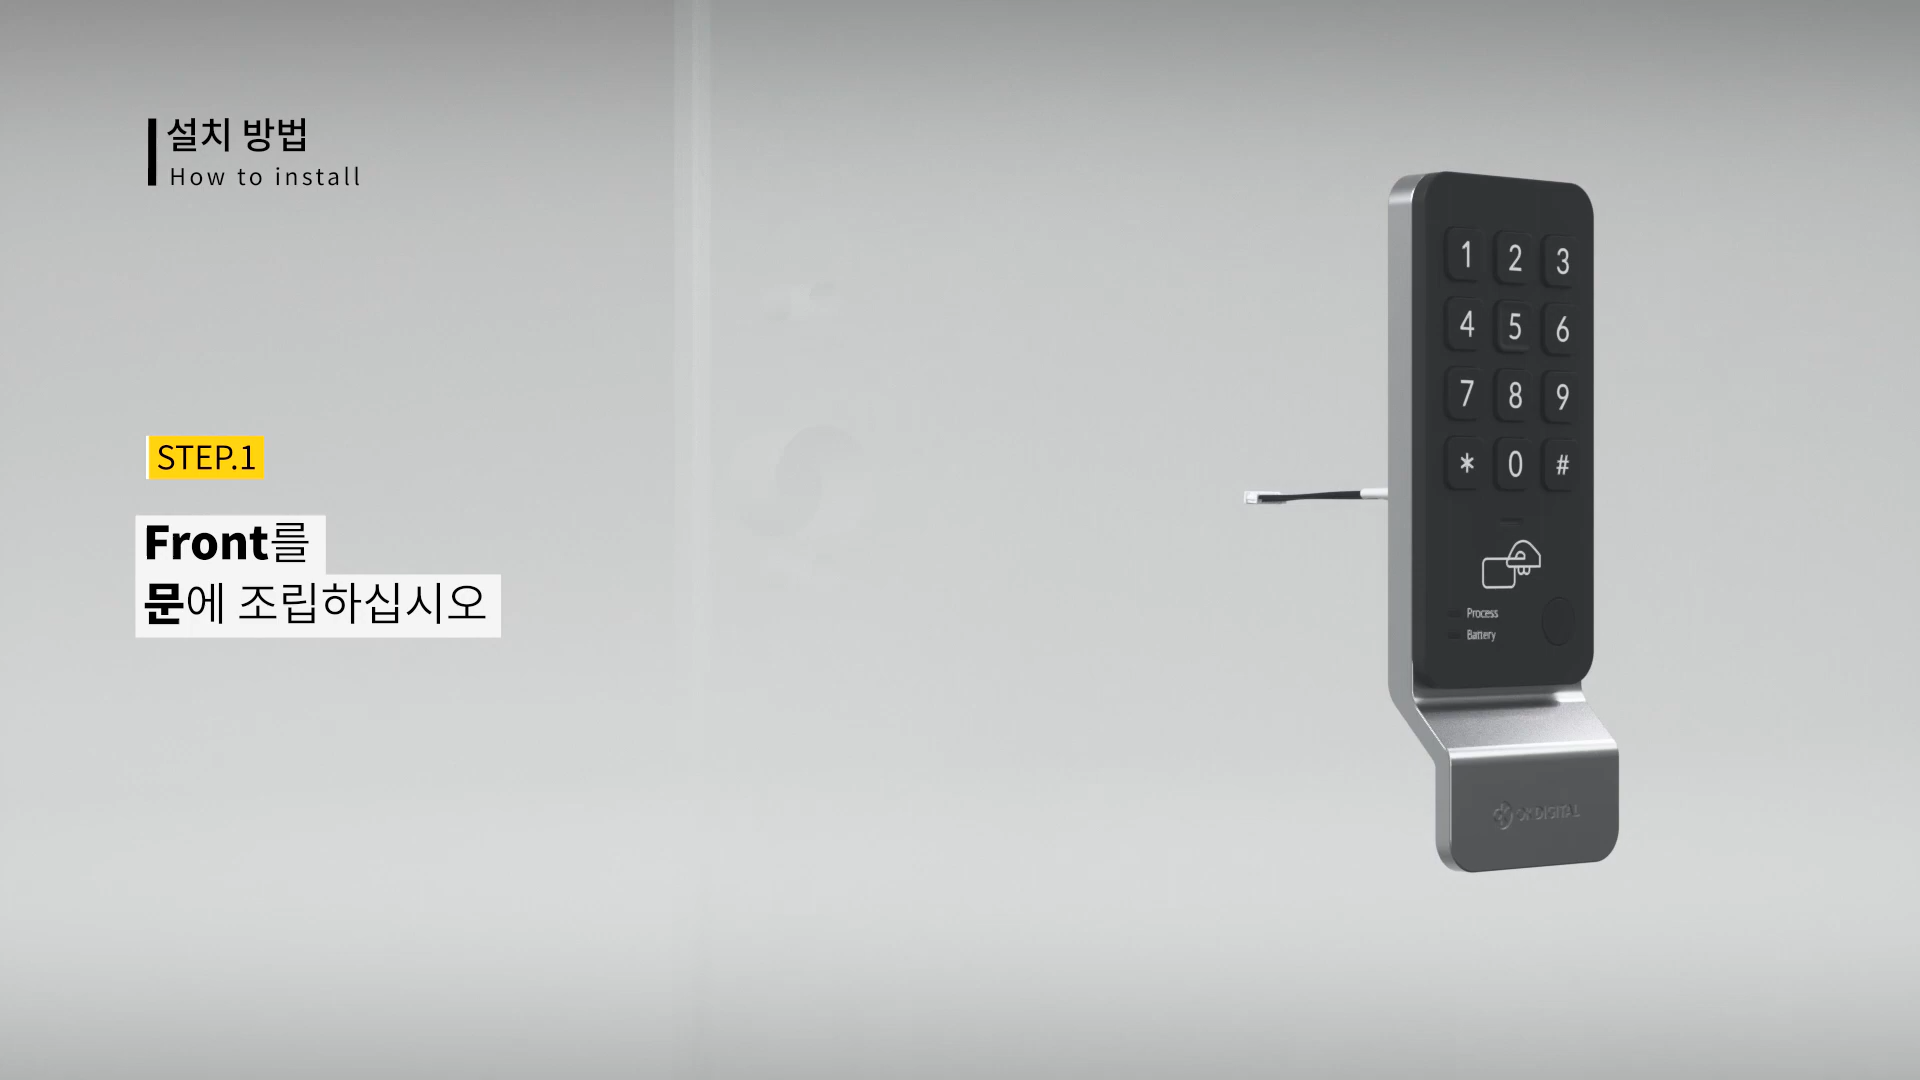 설치 방법
How to install
STEP.1
Front를
문에 조립하십시오
1 2 3
4 5 6
7 8 9
* 0 #
Process
Battery
DIGITAL